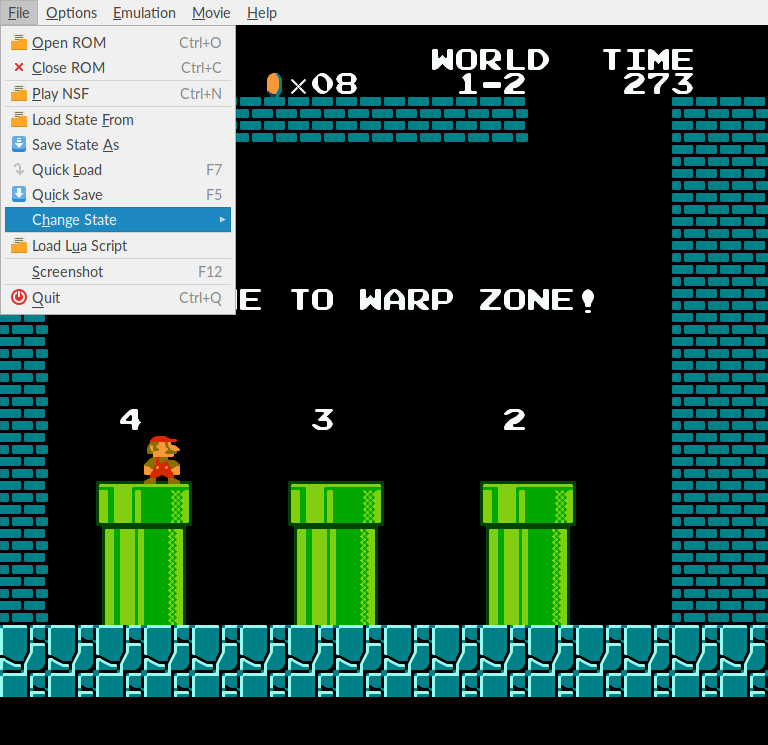 File Options Emulation Movie Help
Open ROM Ctrl+O
Close ROM Ctrl+C
Play NSF Ctrl+N
Load State From
Save State As
Quick Load F7
Quick Save F5
Change State
Load Lua Script
Screenshot F12
Quit Ctrl+Q
WORLD TIME
×08 1-2 273
E TO WARP ZONE!
4 3 2